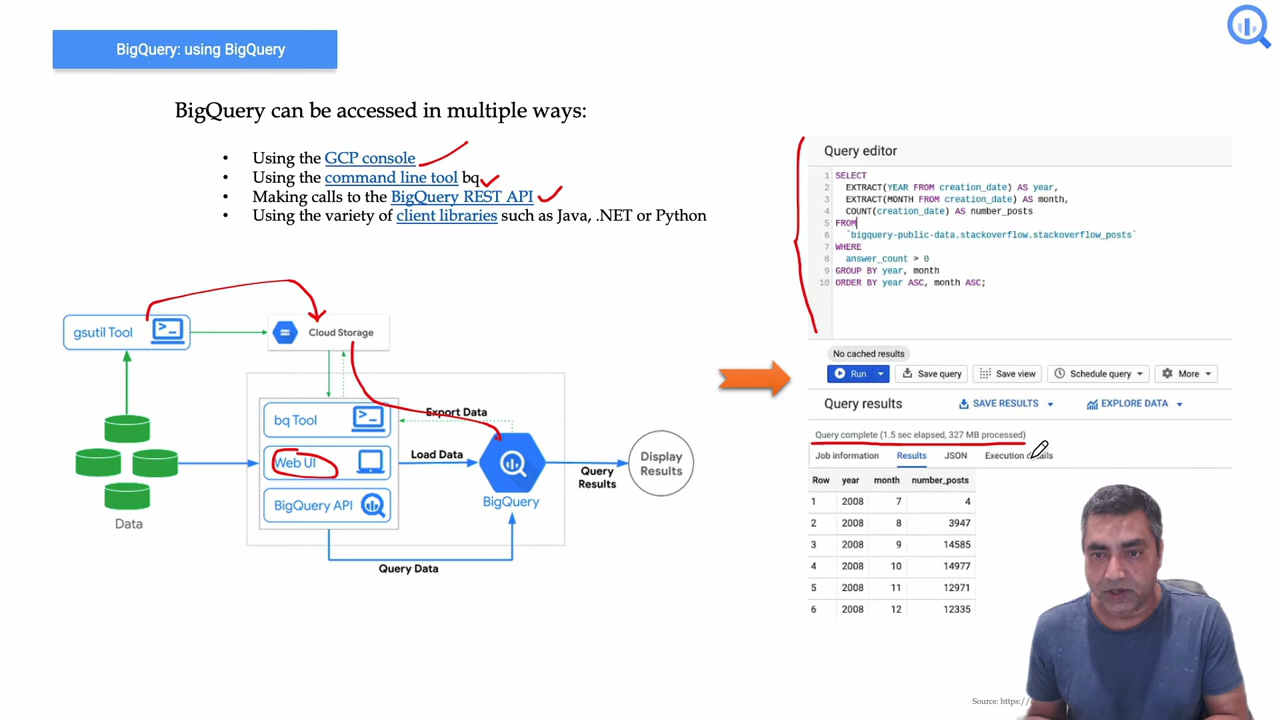 BigQuery: using BigQuery
BigQuery can be accessed in multiple ways:
• Using the GCP console
• Using the command line tool bq
• Making calls to the BigQuery REST API
• Using the variety of client libraries such as Java, .NET or Python
gsutil Tool
Cloud Storage
bq Tool
Export Data
Web UI
Load Data
BigQuery API
BigQuery
Query
Results
Display
Results
Data
Query Data
Query editor
1 SELECT
2 EXTRACT(YEAR FROM creation_date) AS year,
3 EXTRACT(MONTH FROM creation_date) AS month,
4 COUNT(creation_date) AS number_posts
5 FROM
6 `bigquery-public-data.stackoverflow.stackoverflow_posts`
7 WHERE
8 answer_count > 0
9 GROUP BY year, month
10 ORDER BY year ASC, month ASC;
No cached results
Run Save query Save view Schedule query More
Query results SAVE RESULTS EXPLORE DATA
Query complete (1.5 sec elapsed, 327 MB processed)
Job information Results JSON Execution
Row year month number_posts
1 2008 7 4
2 2008 8 3947
3 2008 9 14585
4 2008 10 14977
5 2008 11 12971
6 2008 12 12335
Source: https://